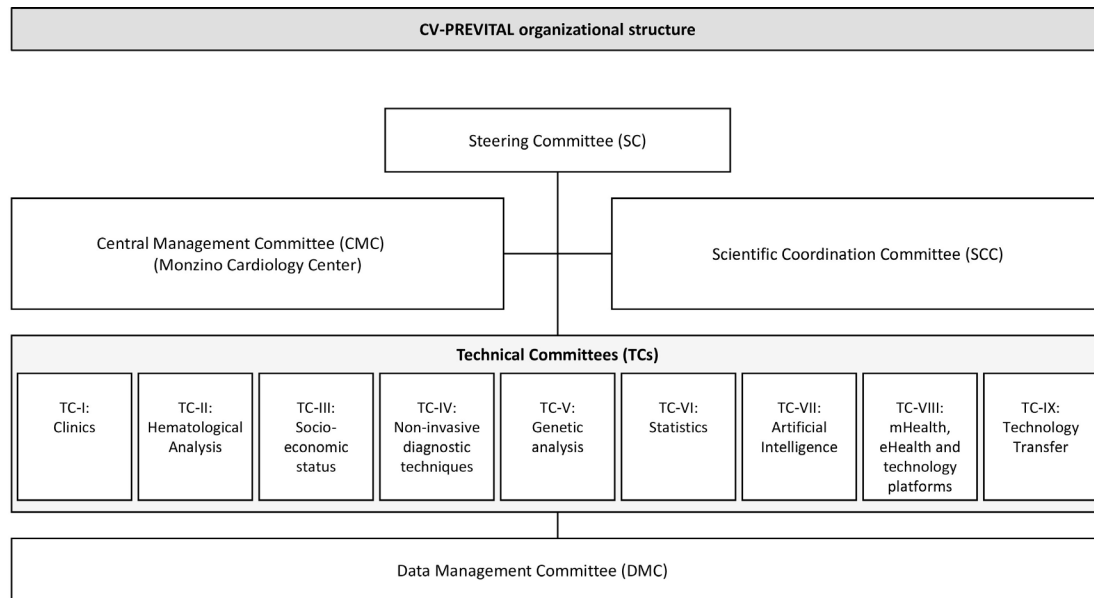 CV-PREVITAL organizational structure
Steering Committee (SC)
Central Management Committee (CMC)
(Monzino Cardiology Center)
Scientific Coordination Committee (SCC)
Technical Committees (TCs)
TC-I:
Clinics
TC-II:
Hematological
Analysis
TC-III:
Socio-
economic
status
TC-IV:
Non-invasive
diagnostic
techniques
TC-V:
Genetic
analysis
TC-VI:
Statistics
TC-VII:
Artificial
Intelligence
TC-VIII:
mHealth,
eHealth and
technology
platforms
TC-IX:
Technology
Transfer
Data Management Committee (DMC)